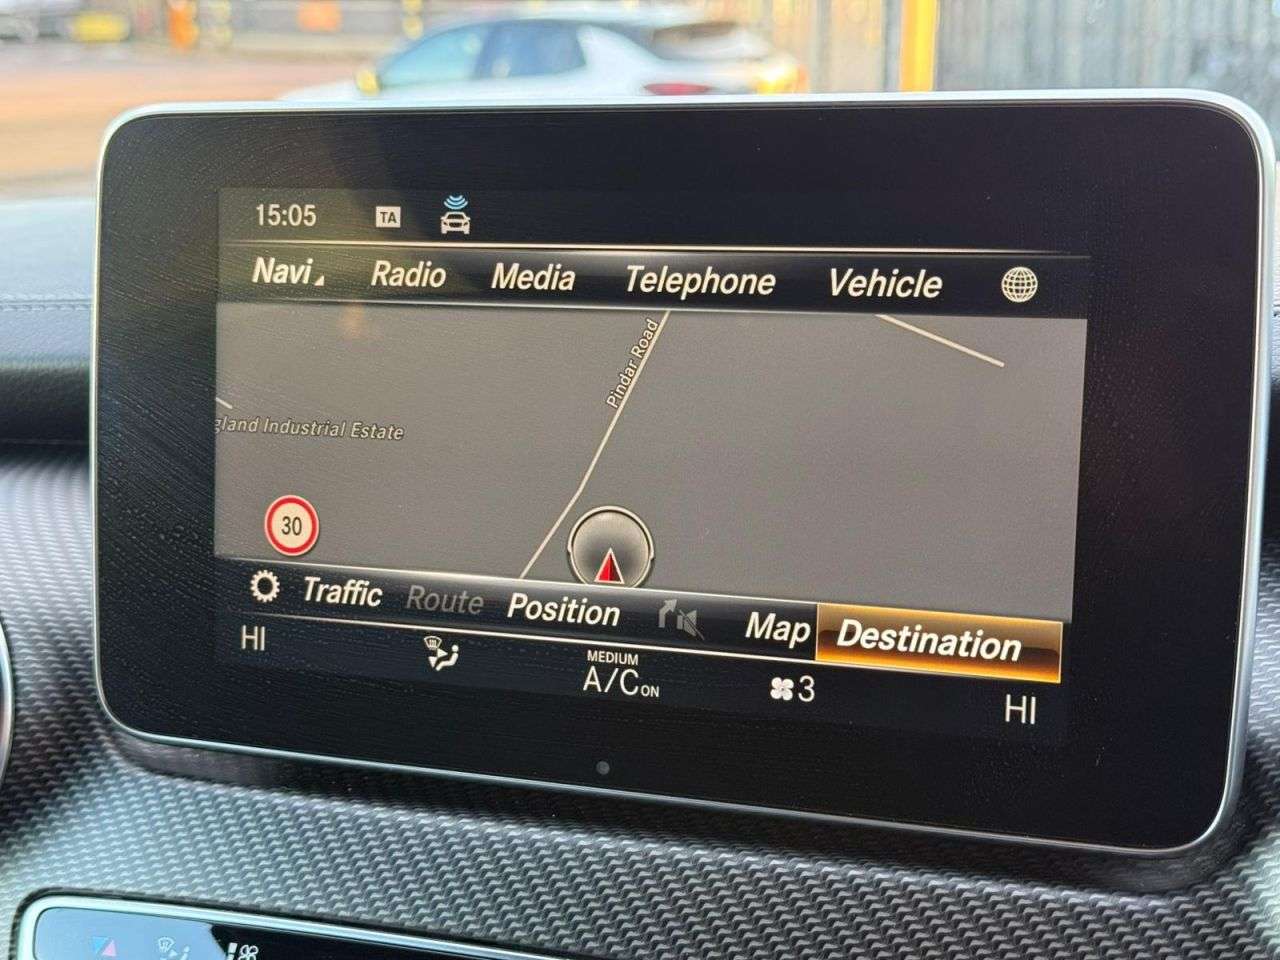 15:05 TA
Navi Radio Media Telephone Vehicle
Pindar Road
gland Industrial Estate
30
Traffic Route Position Map Destination
HI MEDIUM
A/C ON 3 HI